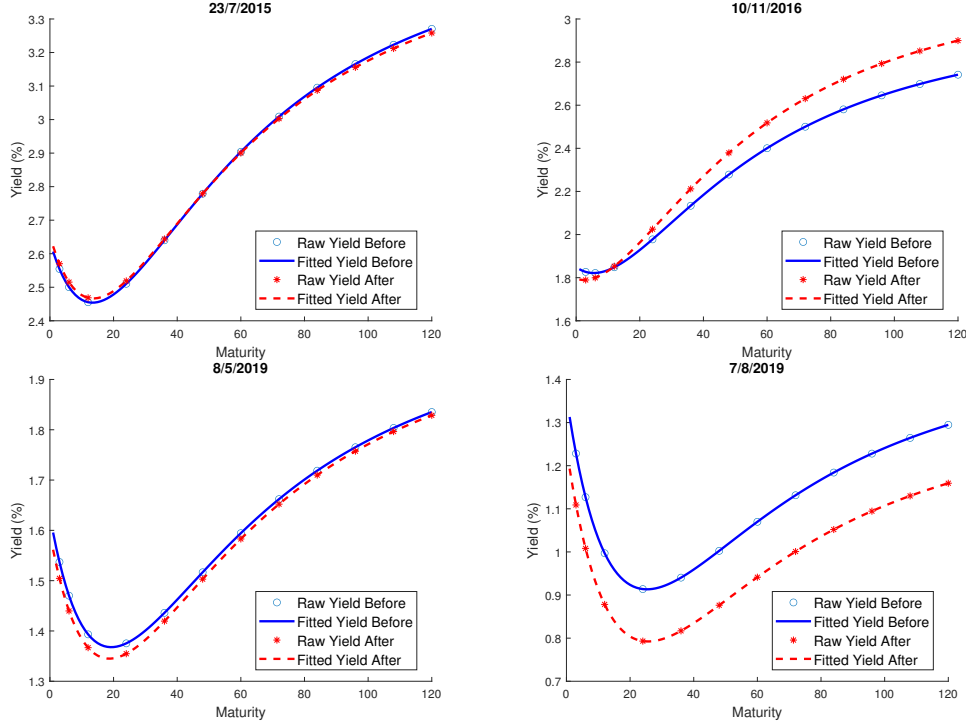 23/7/2015
Yield (%)
3.3
3.2
3.1
3
2.9
2.8
2.7
2.6
2.5
2.4
0 20 40 60 80 100 120
Maturity
Raw Yield Before
Fitted Yield Before
Raw Yield After
Fitted Yield After
10/11/2016
Yield (%)
3
2.8
2.6
2.4
2.2
2
1.8
1.6
0 20 40 60 80 100 120
Maturity
Raw Yield Before
Fitted Yield Before
Raw Yield After
Fitted Yield After
8/5/2019
Yield (%)
1.9
1.8
1.7
1.6
1.5
1.4
1.3
0 20 40 60 80 100 120
Maturity
Raw Yield Before
Fitted Yield Before
Raw Yield After
Fitted Yield After
7/8/2019
Yield (%)
1.4
1.3
1.2
1.1
1
0.9
0.8
0.7
0 20 40 60 80 100 120
Maturity
Raw Yield Before
Fitted Yield Before
Raw Yield After
Fitted Yield After